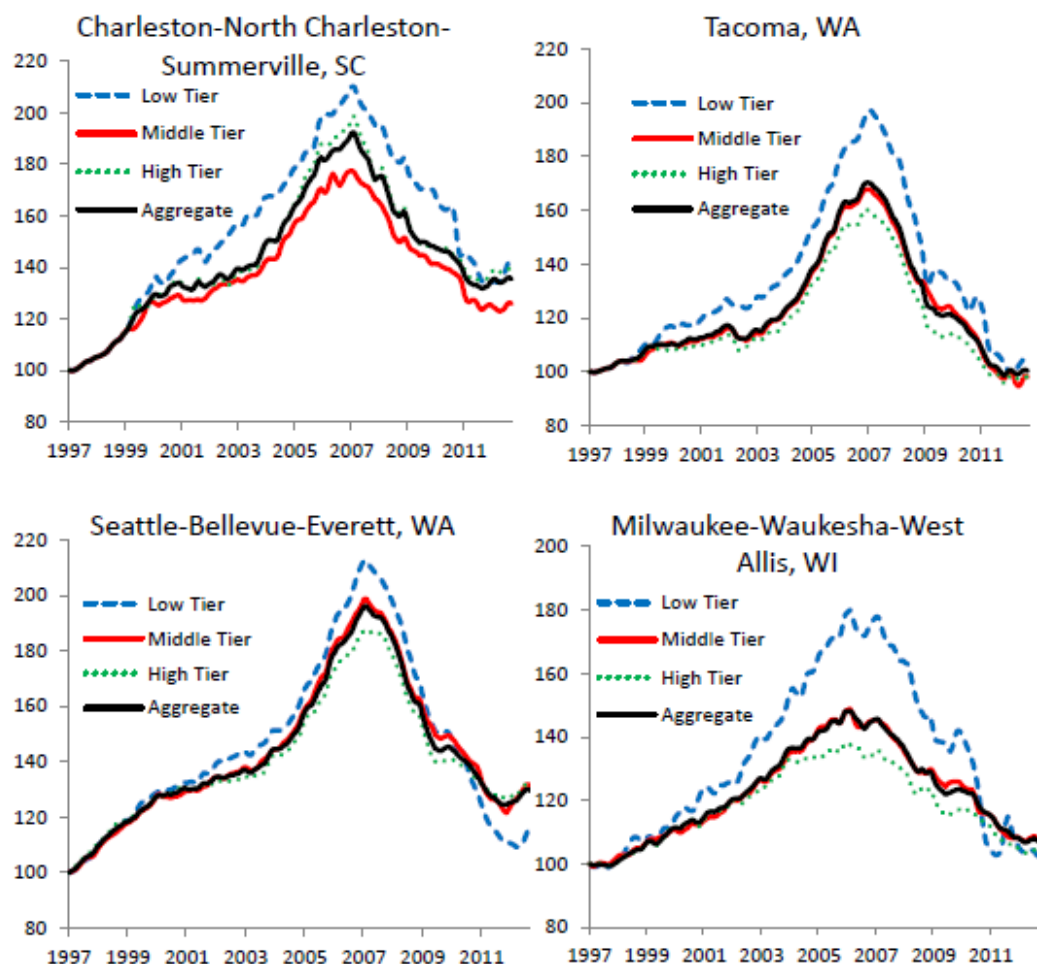 Charleston-North Charleston-
Summerville, SC
220
200
180
160
140
120
100
80
Low Tier
Middle Tier
High Tier
Aggregate
1997 1999 2001 2003 2005 2007 2009 2011
Tacoma, WA
220
200
180
160
140
120
100
80
Low Tier
Middle Tier
High Tier
Aggregate
1997 1999 2001 2003 2005 2007 2009 2011
Seattle-Bellevue-Everett, WA
220
200
180
160
140
120
100
80
Low Tier
Middle Tier
High Tier
Aggregate
1997 1999 2001 2003 2005 2007 2009 2011
Milwaukee-Waukesha-West
Allis, WI
200
180
160
140
120
100
80
Low Tier
Middle Tier
High Tier
Aggregate
1997 1999 2001 2003 2005 2007 2009 2011